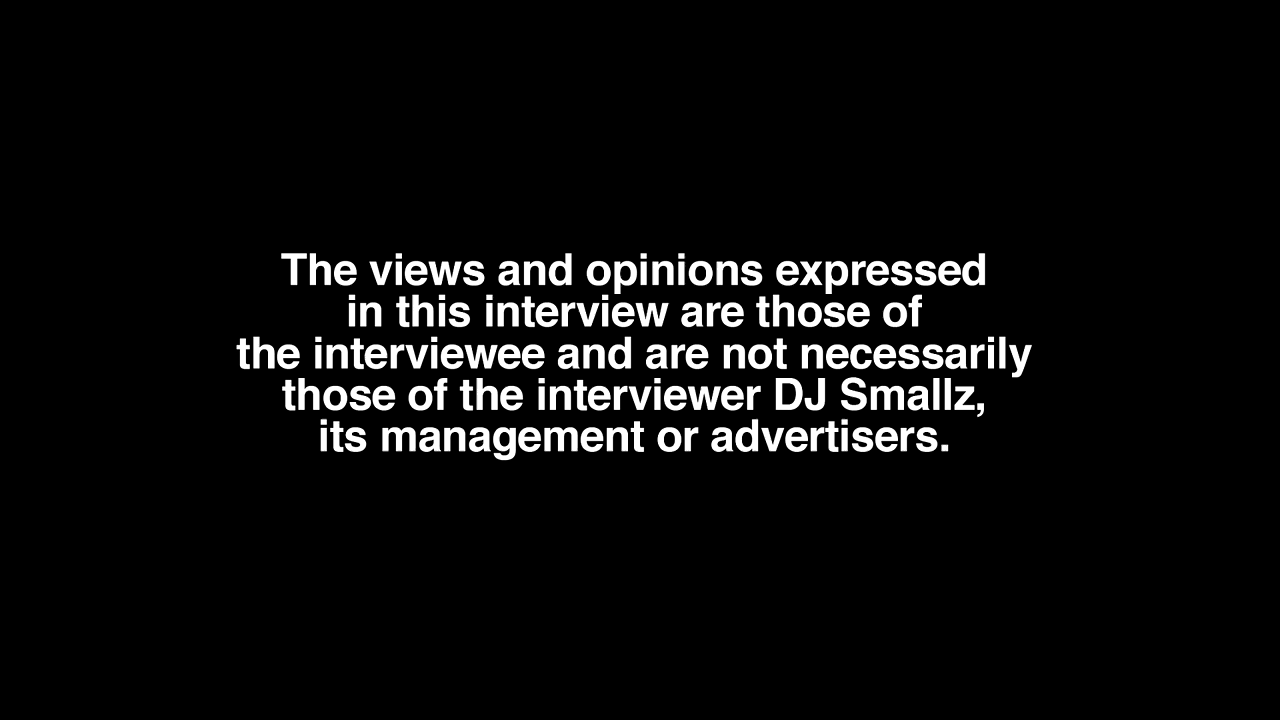 The views and opinions expressed
in this interview are those of
the interviewee and are not necessarily
those of the interviewer DJ Smallz,
its management or advertisers.